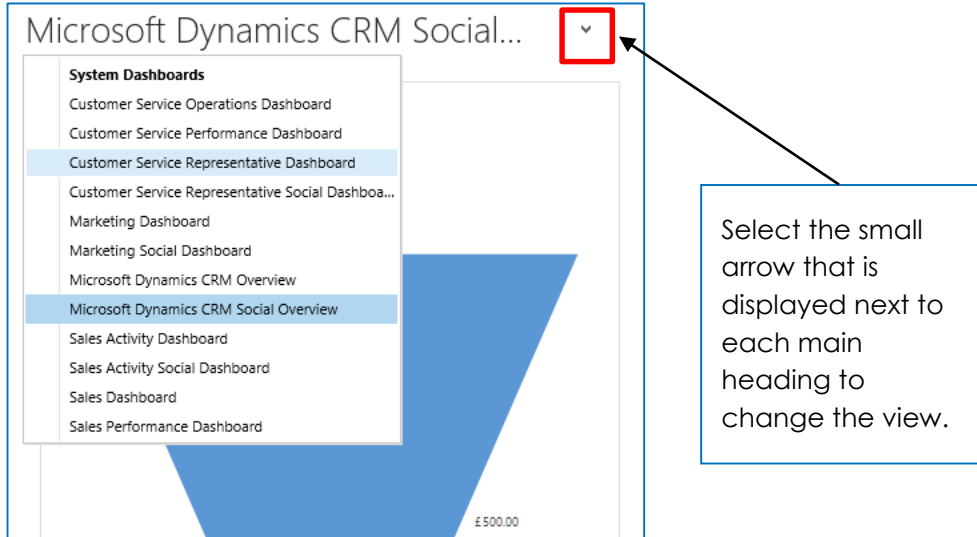 Microsoft Dynamics CRM Social...
System Dashboards
Customer Service Operations Dashboard
Customer Service Performance Dashboard
Customer Service Representative Dashboard
Customer Service Representative Social Dashboa...
Marketing Dashboard
Marketing Social Dashboard
Microsoft Dynamics CRM Overview
Microsoft Dynamics CRM Social Overview
Sales Activity Dashboard
Sales Activity Social Dashboard
Sales Dashboard
Sales Performance Dashboard
£500.00
Select the small
arrow that is
displayed next to
each main
heading to
change the view.